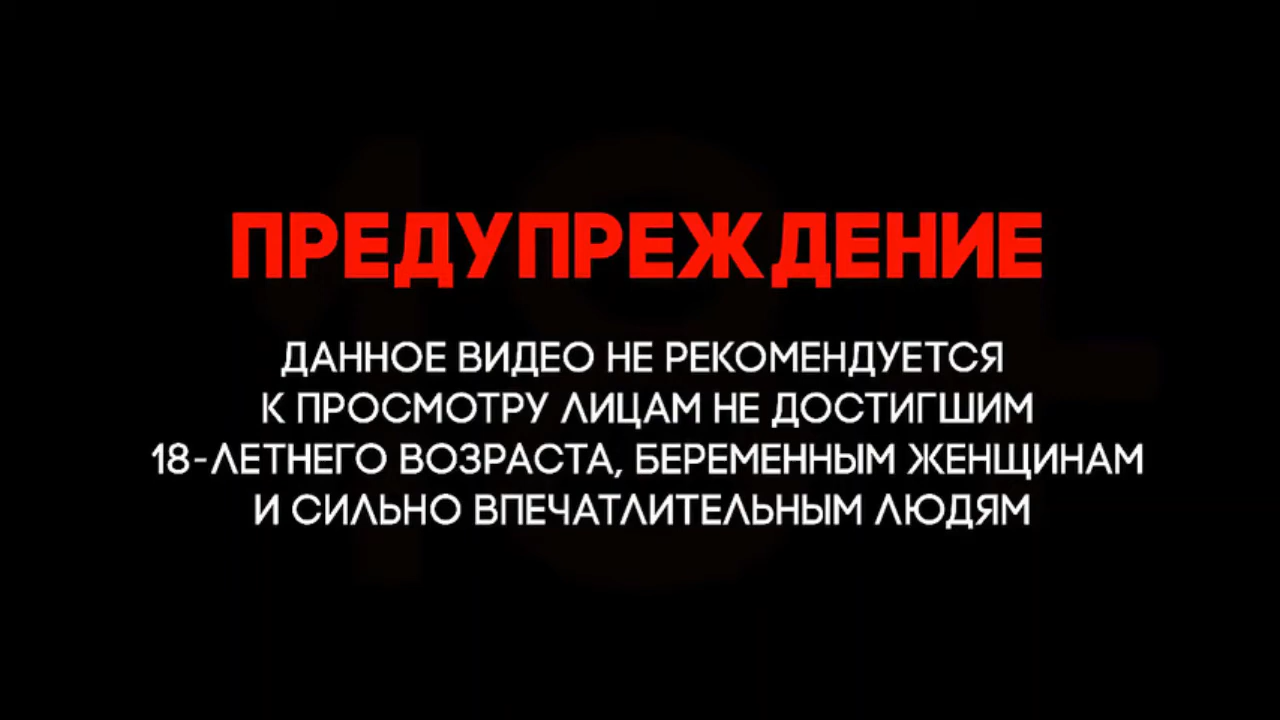 ПРЕДУПРЕЖДЕНИЕ
ДАННОЕ ВИДЕО НЕ РЕКОМЕНДУЕТСЯ
К ПРОСМОТРУ ЛИЦАМ НЕ ДОСТИГШИМ
18-ЛЕТНЕГО ВОЗРАСТА, БЕРЕМЕННЫМ ЖЕНЩИНАМ
И СИЛЬНО ВПЕЧАТЛИТЕЛЬНЫМ ЛЮДЯМ